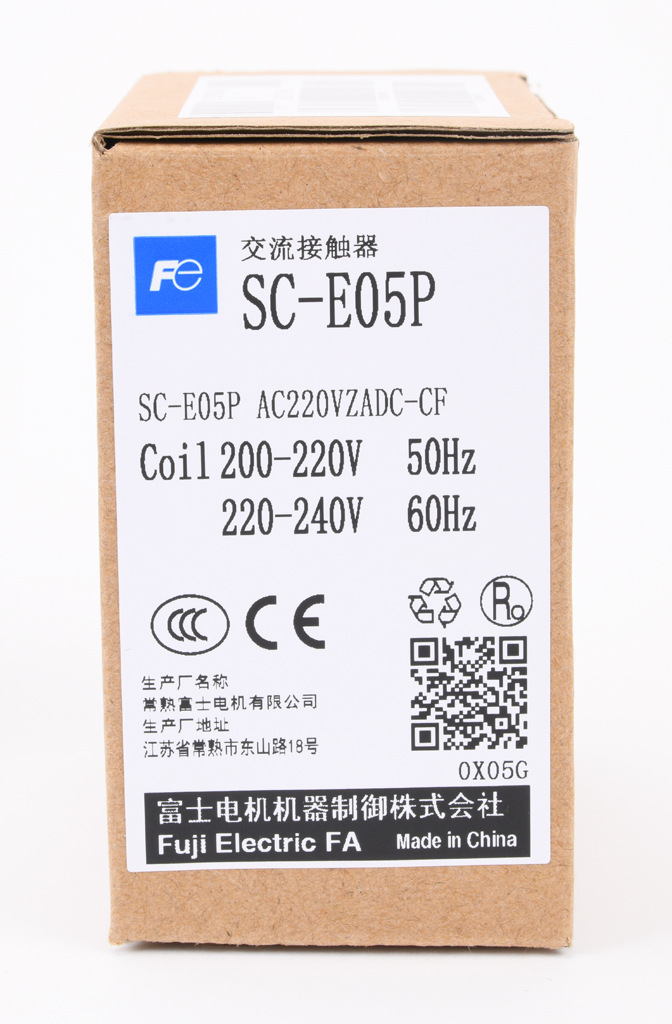 Fe
交流接触器
SC-E05P
SC-E05P AC220VZADC-CF
Coil 200-220V 50Hz
220-240V 60Hz
CCC CE Ro
生产厂名称
常熟富士电机有限公司
生产厂地址
江苏省常熟市东山路18号
0X05G
富士电机机器制御株式会社
Fuji Electric FA Made in China